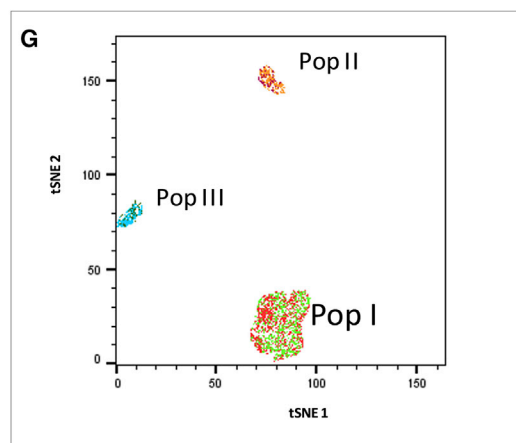 G
Pop II
150
tSNE 2
100
Pop III
50
Pop I
0
0 50 100 150
tSNE 1